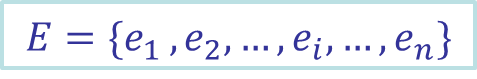 E = {e₁ , e₂, … , eᵢ, … , eₙ}